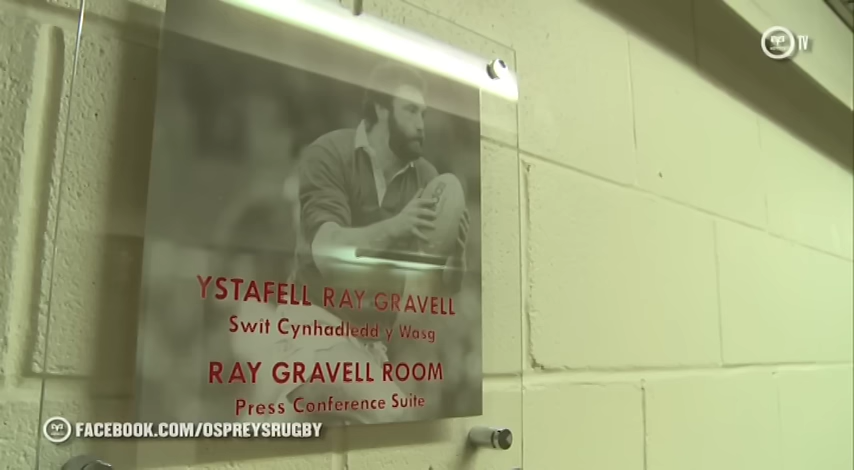 TV
YSTAFELL RAY GRAVELL
Swit Cynhadledd y Wasg
RAY GRAVELL ROOM
Press Conference Suite
FACEBOOK.COM/OSPREYSRUGBY